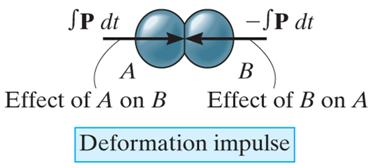 ∫P dt −∫P dt
A B
Effect of A on B Effect of B on A
Deformation impulse